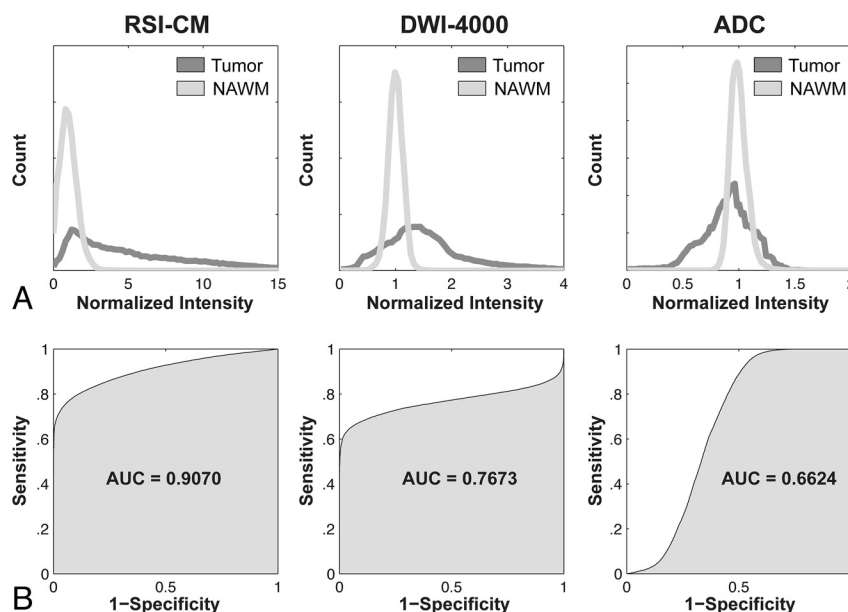 RSI-CM
DWI-4000
ADC
Tumor
NAWM
Tumor
NAWM
Tumor
NAWM
Count
Count
Count
0 5 10 15
0 1 2 3 4
0 0.5 1 1.5 2
A
Normalized Intensity
Normalized Intensity
Normalized Intensity
1
.8
.6
.4
.2
0
1
.8
.6
.4
.2
0
1
.8
.6
.4
.2
0
Sensitivity
Sensitivity
Sensitivity
AUC = 0.9070
AUC = 0.7673
AUC = 0.6624
0 0.5 1
0 0.5 1
0 0.5
B
1−Specificity
1−Specificity
1−Specificity